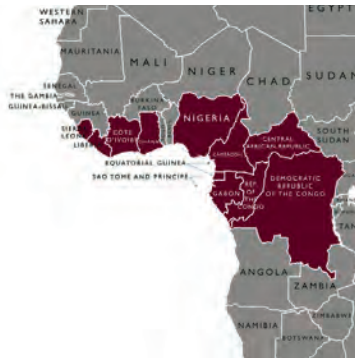 WESTERN
SAHARA
EGYPT
MAURITANIA
MALI
NIGER
CHAD
SUDAN
SENEGAL
THE GAMBIA
GUINEA-BISSAU
GUINEA
BURKINA
FASO
SIERRA
LEONE
LIBERIA
CÔTE
D'IVOIRE
GHANA
NIGERIA
CENTRAL
AFRICAN REPUBLIC
SOUTH
SUDAN
CAMEROON
EQUATORIAL GUINEA
SAO TOME AND PRINCIPE
GABON
REP.
OF
THE
CONGO
DEMOCRATIC
REPUBLIC
OF THE CONGO
ANGOLA
ZAMBIA
ZIMBABWE
NAMIBIA
BOTSWANA